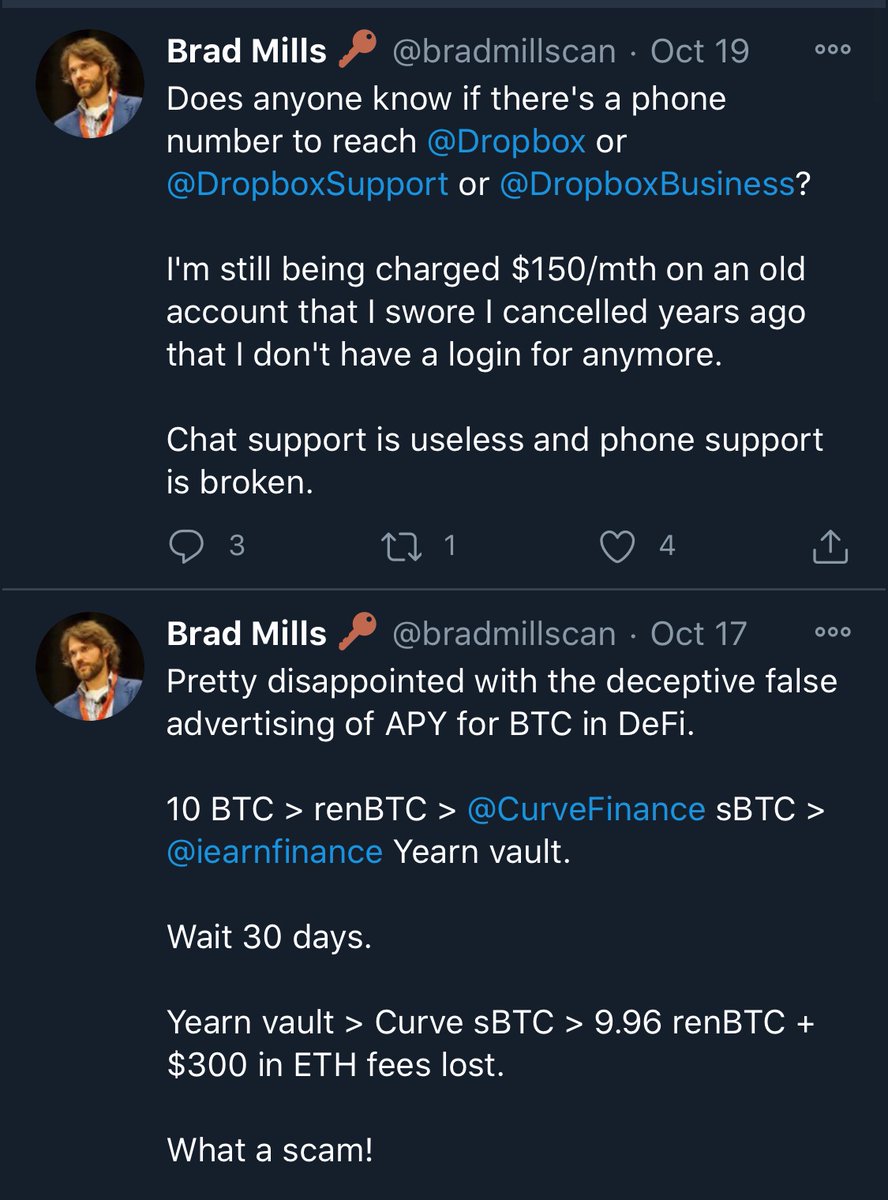 Brad Mills 🔑 @bradmillscan · Oct 19
Does anyone know if there's a phone
number to reach @Dropbox or
@DropboxSupport or @DropboxBusiness?
I'm still being charged $150/mth on an old
account that I swore I cancelled years ago
that I don't have a login for anymore.
Chat support is useless and phone support
is broken.
3 1 4
Brad Mills 🔑 @bradmillscan · Oct 17
Pretty disappointed with the deceptive false
advertising of APY for BTC in DeFi.
10 BTC > renBTC > @CurveFinance sBTC >
@iearnfinance Yearn vault.
Wait 30 days.
Yearn vault > Curve sBTC > 9.96 renBTC +
$300 in ETH fees lost.
What a scam!